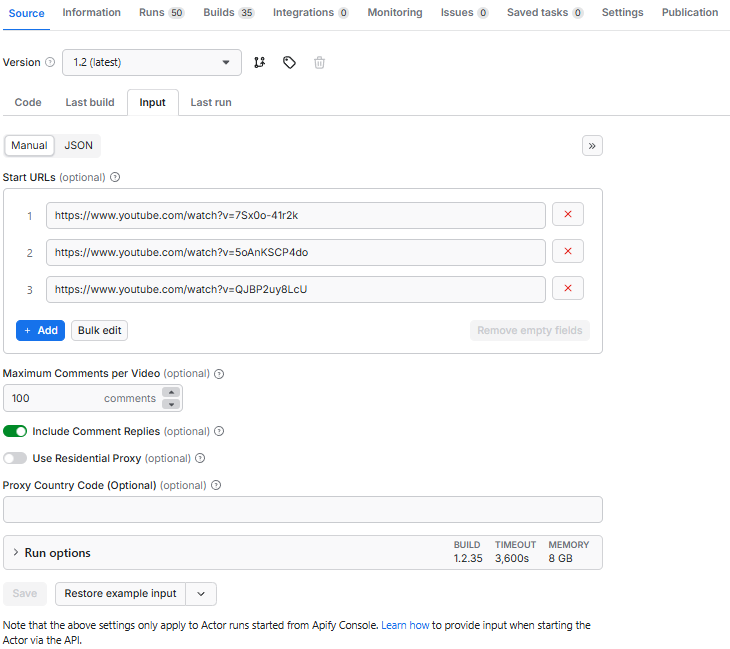 Source Information Runs 50 Builds 35 Integrations 0 Monitoring Issues 0 Saved tasks 0 Settings Publication
Version 1.2 (latest)
Code Last build Input Last run
Manual JSON
Start URLs (optional)
1 https://www.youtube.com/watch?v=7Sx0o-41r2k
2 https://www.youtube.com/watch?v=5oAnKSCP4do
3 https://www.youtube.com/watch?v=QJBP2uy8LcU
+ Add Bulk edit Remove empty fields
Maximum Comments per Video (optional)
100 comments
Include Comment Replies (optional)
Use Residential Proxy (optional)
Proxy Country Code (Optional) (optional)
Run options
BUILD TIMEOUT MEMORY
1.2.35 3,600s 8 GB
Save Restore example input
Note that the above settings only apply to Actor runs started from Apify Console. Learn how to provide input when starting the
Actor via the API.